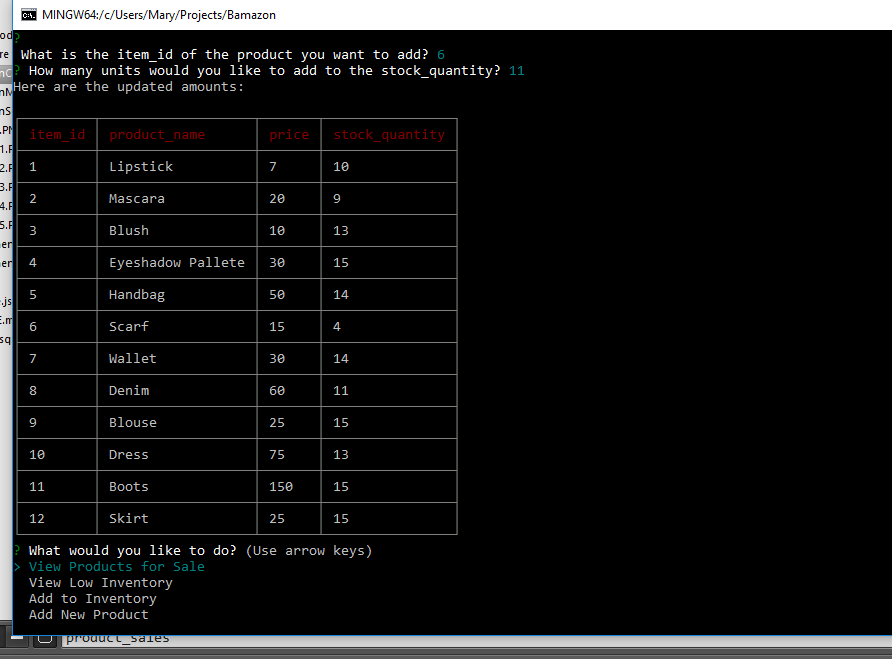 MINGW64:/c/Users/Mary/Projects/Bamazon
?
What is the item_id of the product you want to add? 6
? How many units would you like to add to the stock_quantity? 11
Here are the updated amounts:
item_id product_name price stock_quantity
1 Lipstick 7 10
2 Mascara 20 9
3 Blush 10 13
4 Eyeshadow Pallete 30 15
5 Handbag 50 14
6 Scarf 15 4
7 Wallet 30 14
8 Denim 60 11
9 Blouse 25 15
10 Dress 75 13
11 Boots 150 15
12 Skirt 25 15
? What would you like to do? (Use arrow keys)
> View Products for Sale
View Low Inventory
Add to Inventory
Add New Product
product_sales